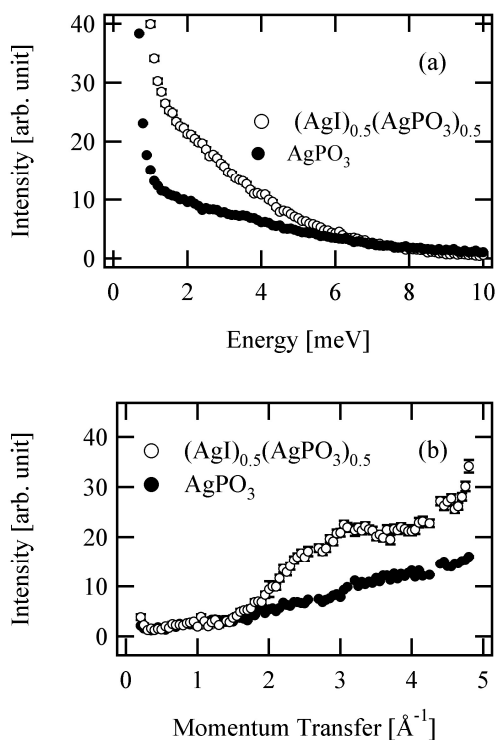 (a)
(AgI)0.5(AgPO3)0.5
AgPO3
Intensity [arb. unit]
40
30
20
10
0
0 2 4 6 8 10
Energy [meV]
(b)
(AgI)0.5(AgPO3)0.5
AgPO3
Intensity [arb. unit]
40
30
20
10
0
0 1 2 3 4 5
Momentum Transfer [Å-1]